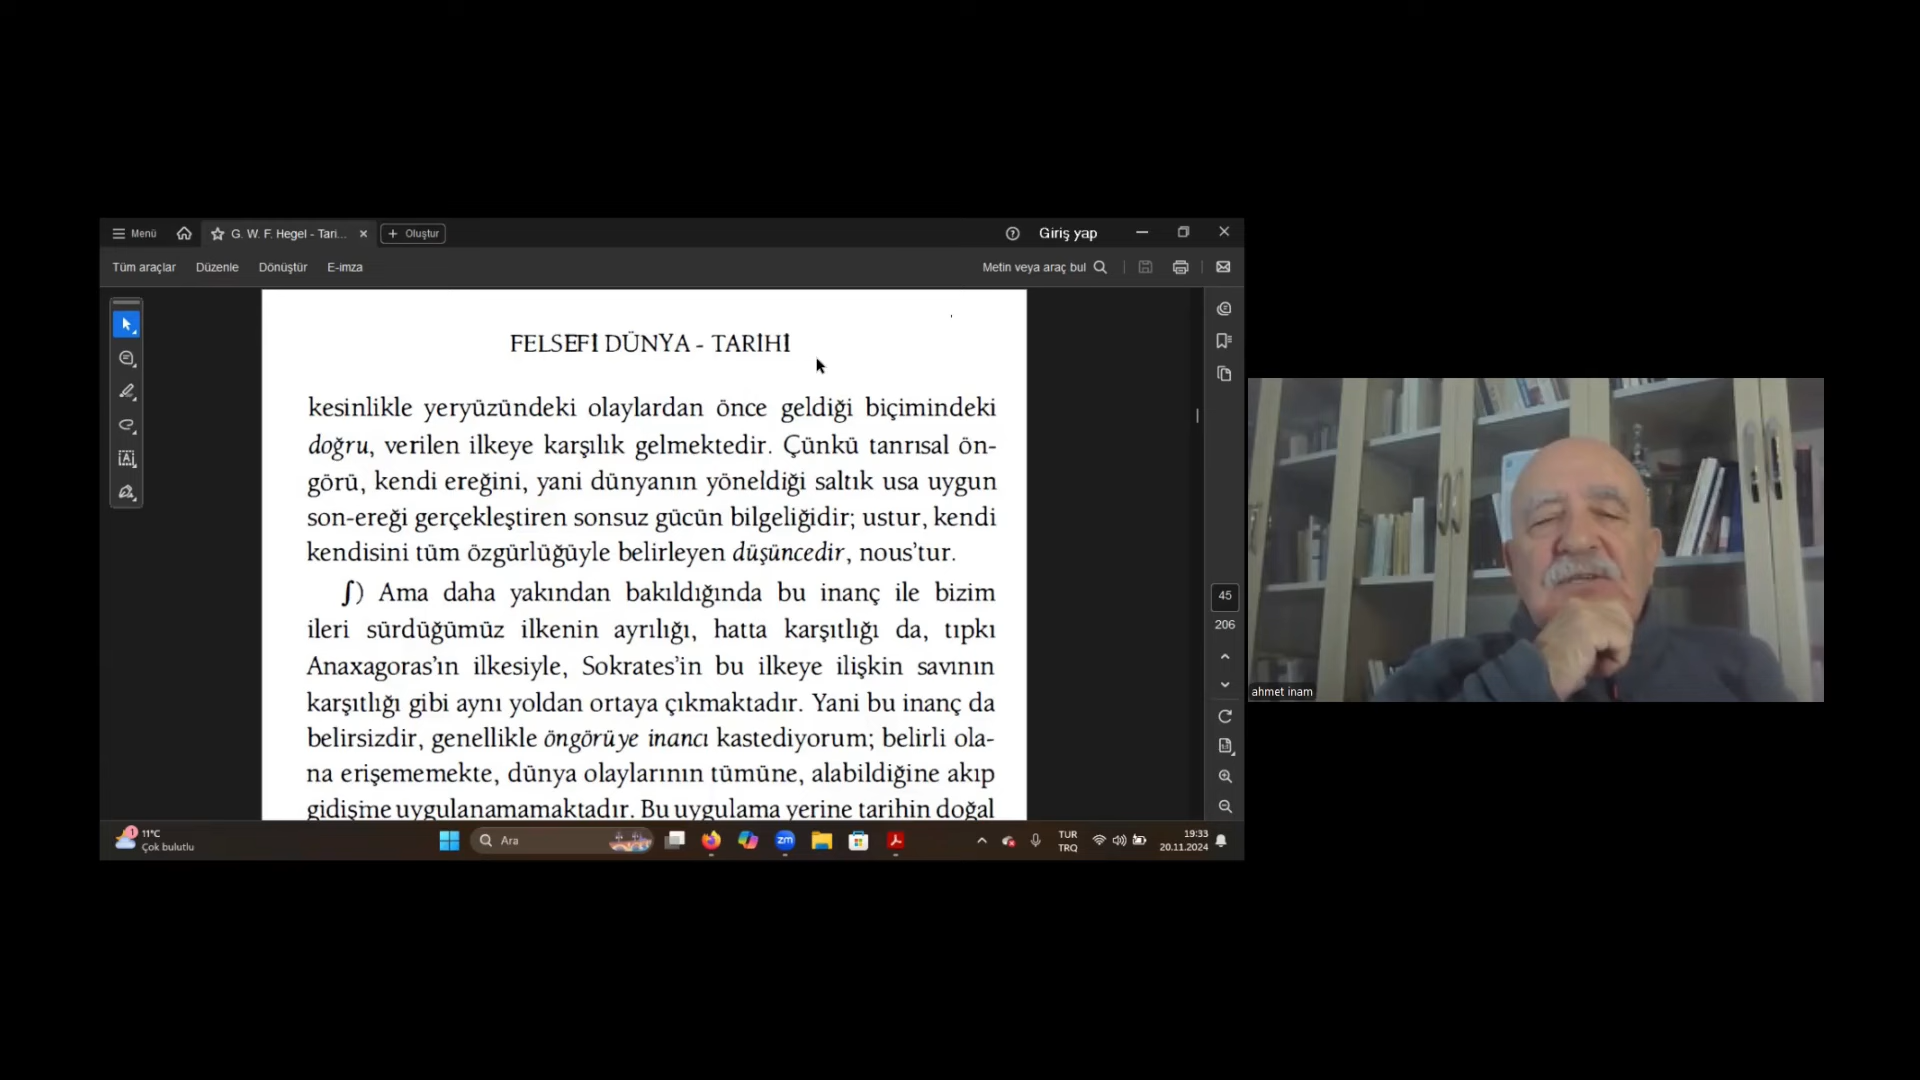 Menü
G. W. F. Hegel - Tari...
Oluştur
Giriş yap
Tüm araçlar
Düzenle
Dönüştür
E-imza
Metin veya araç bul
FELSEFİ DÜNYA - TARİHİ
kesinlikle yeryüzündeki olaylardan önce geldiği biçimindeki
doğru, verilen ilkeye karşılık gelmektedir. Çünkü tanrısal ön-
görü, kendi ereğini, yani dünyanın yöneldiği saltık usa uygun
son-ereği gerçekleştiren sonsuz gücün bilgeliğidir; ustur, kendi
kendisini tüm özgürlüğüyle belirleyen düşüncedir, nous'tur.
ʃ) Ama daha yakından bakıldığında bu inanç ile bizim
ileri sürdüğümüz ilkenin ayrılığı, hatta karşıtlığı da, tıpkı
Anaxagoras'ın ilkesiyle, Sokrates'in bu ilkeye ilişkin savının
karşıtlığı gibi aynı yoldan ortaya çıkmaktadır. Yani bu inanç da
belirsizdir, genellikle öngörüye inancı kastediyorum; belirli ola-
na erişememekte, dünya olaylarının tümüne, alabildiğine akıp
gidişine uygulanamamaktadır. Bu uygulama yerine tarihin doğal
45
206
ahmet inam
1
11°C
Çok bulutlu
Ara
zm
TUR
TRQ
19:33
20.11.2024